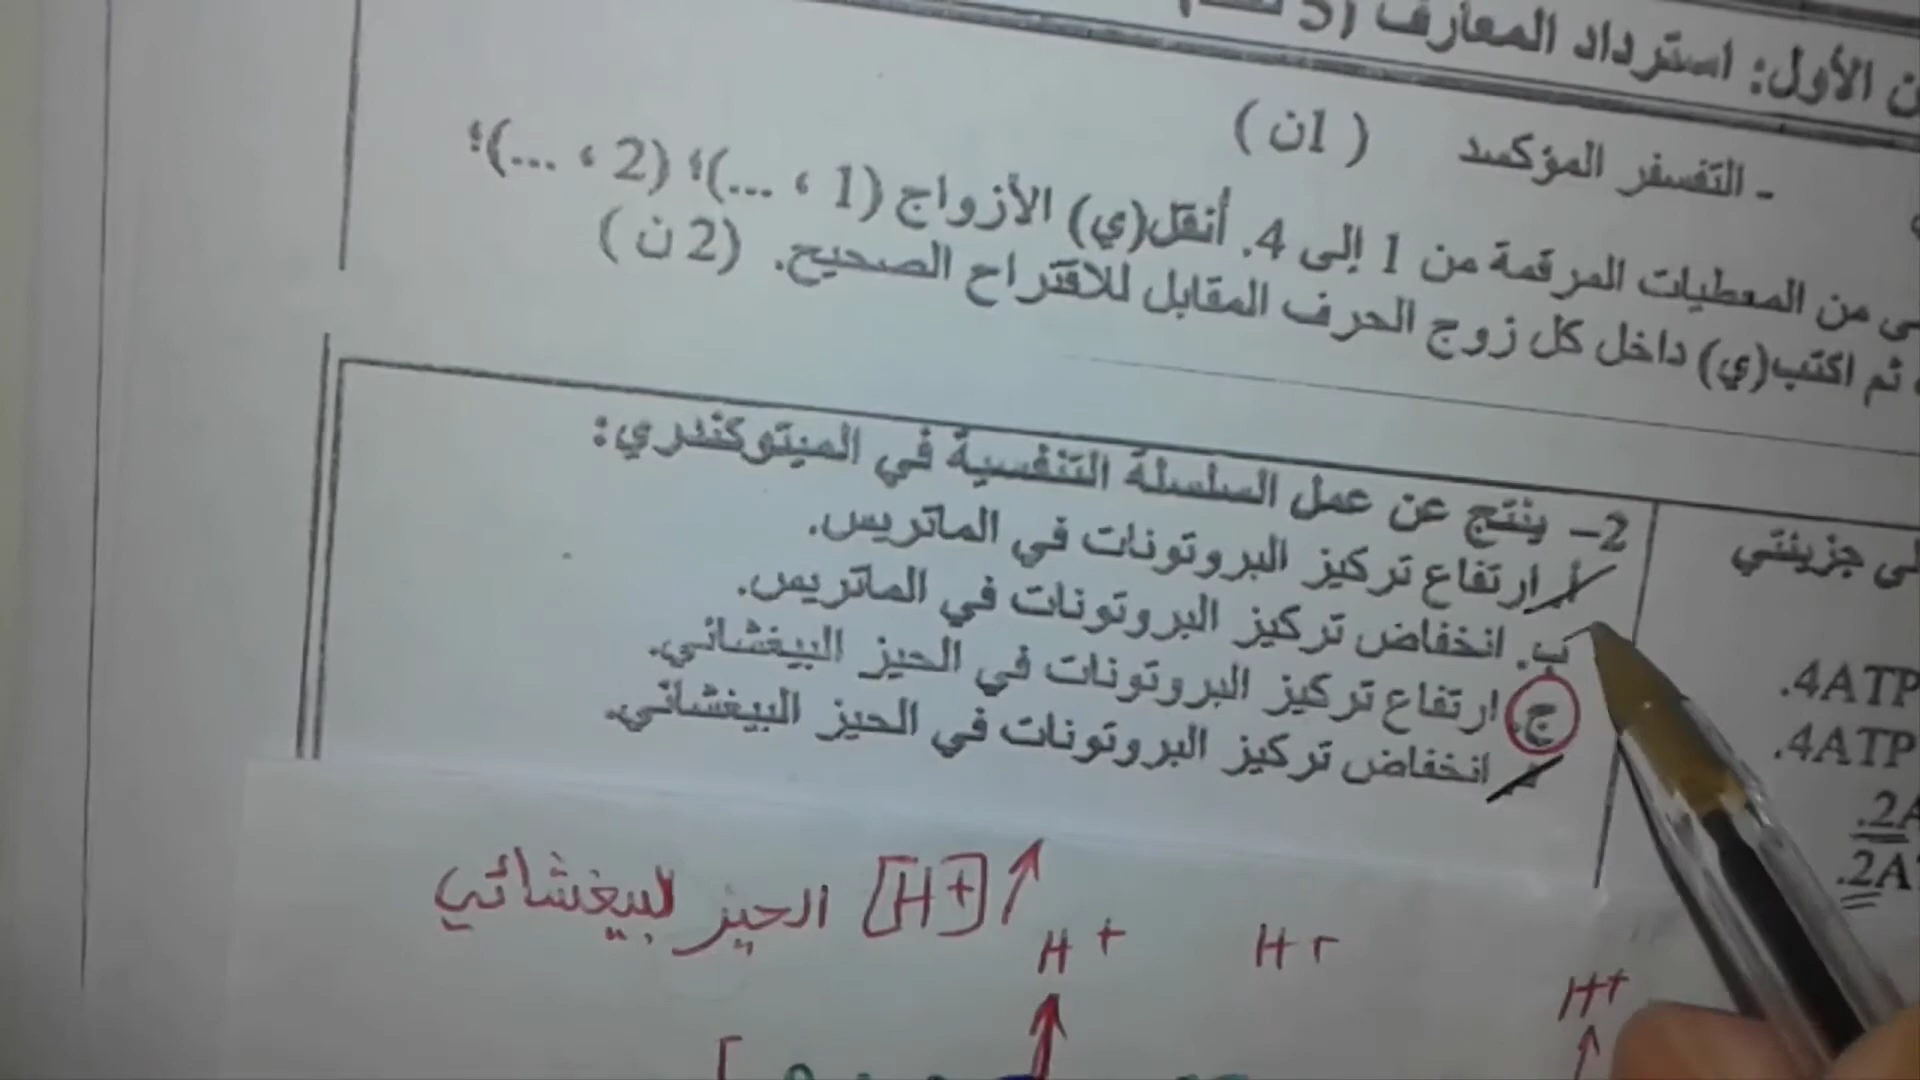 ن الأول: استرداد المعارف (5
- التفسفر المؤكسد ( 1ن )
من المعطيات المرقمة من 1 إلى 4. أنقل(ي) الأزواج (1 ، ...)؛ (2 ، ...)؛
ثم اكتب(ي) داخل كل زوج الحرف المقابل للاقتراح الصحيح. (2 ن )
2- ينتج عن عمل السلسلة التنفسية في الميتوكندري:
أ. ارتفاع تركيز البروتونات في الماتريس.
ب. انخفاض تركيز البروتونات في الماتريس.
ج. ارتفاع تركيز البروتونات في الحيز البيغشائي.
د. انخفاض تركيز البروتونات في الحيز البيغشائي.
جزيئتي
.4ATP
.4ATP
.2A
.2A
[H+] الحيز البيغشائي
H+ H+
H+